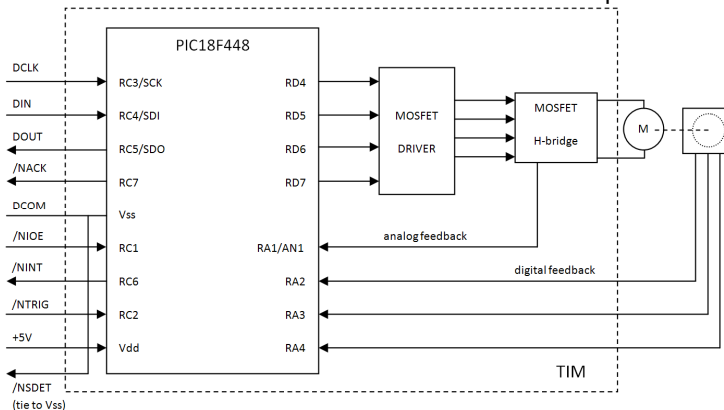 PIC18F448
DCLK
RC3/SCK
RD4
DIN
RC4/SDI
RD5
MOSFET
DRIVER
MOSFET
H-bridge
M
DOUT
RC5/SDO
RD6
/NACK
RC7
RD7
DCOM
Vss
/NIOE
RC1
RA1/AN1
analog feedback
/NINT
RC6
RA2
digital feedback
/NTRIG
RC2
RA3
+5V
Vdd
RA4
TIM
/NSDET
(tie to Vss)